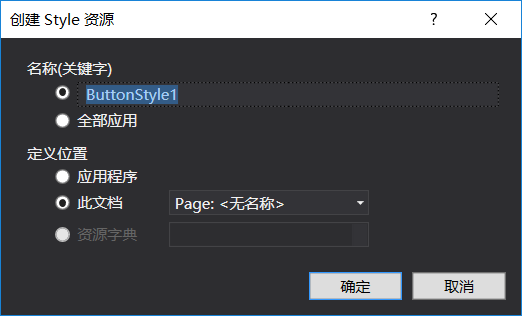 创建 Style 资源
?
名称(关键字)
ButtonStyle1
全部应用
定义位置
应用程序
此文档 Page: <无名称>
资源字典
确定 取消